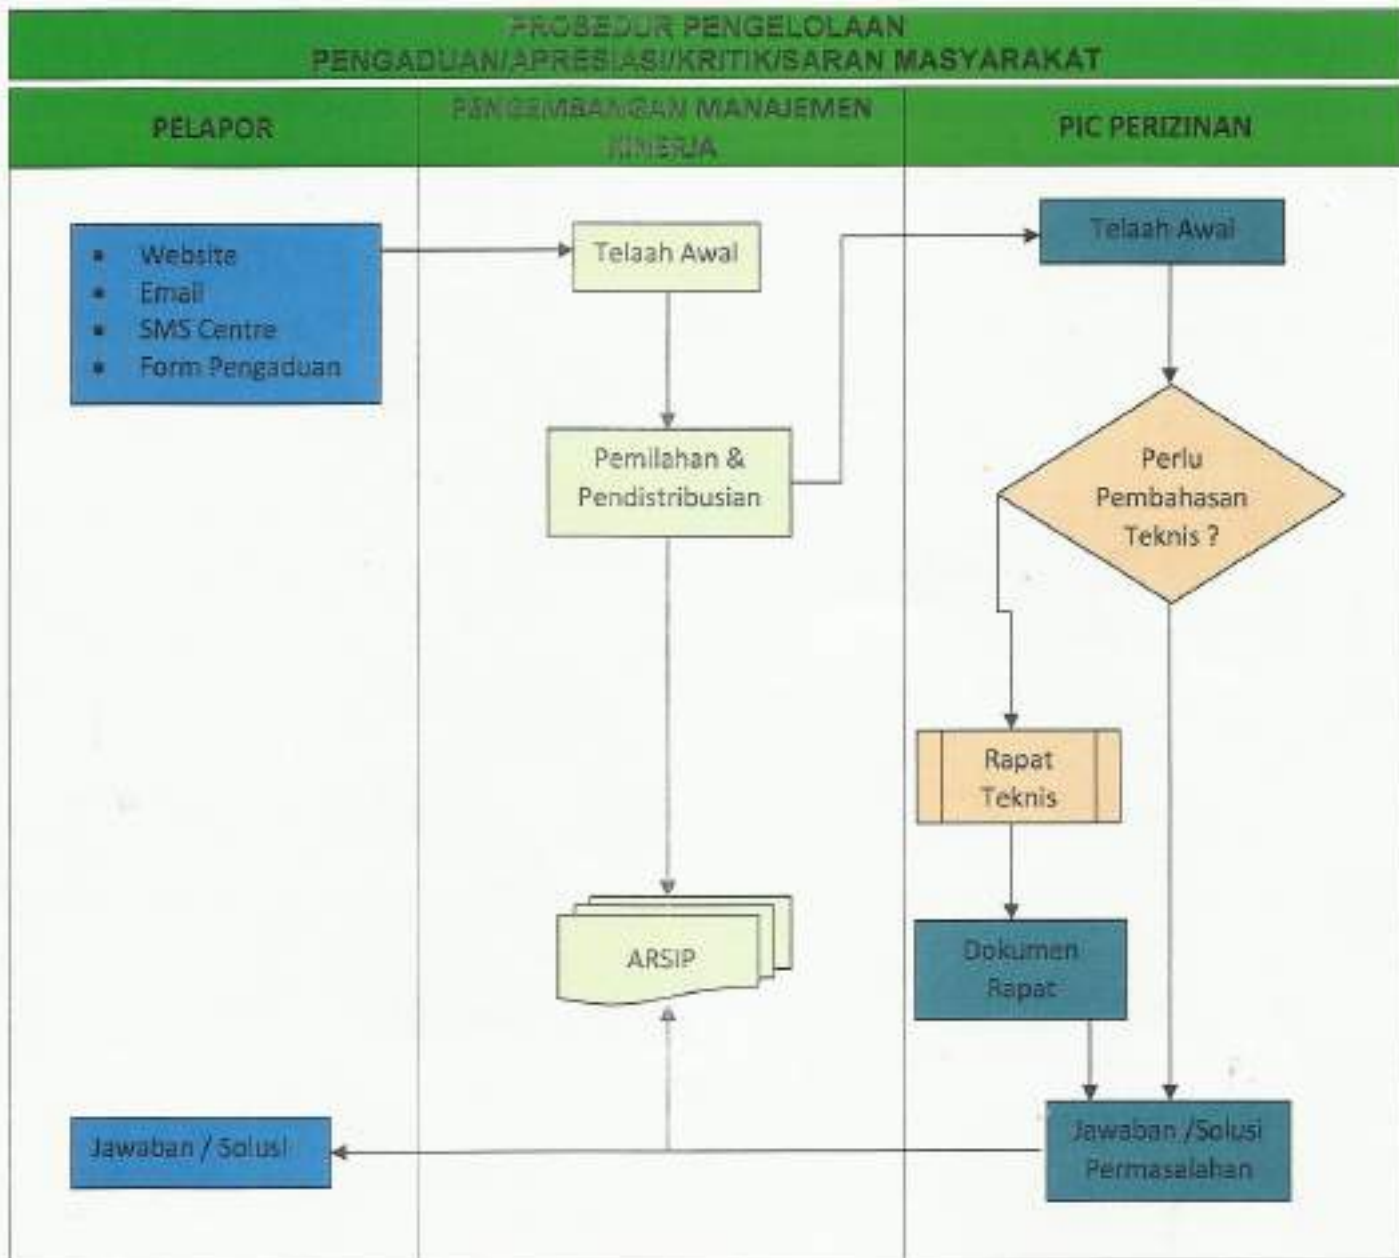 PROSEDUR PENGELOLAAN
PENGADUAN/APRESIASI/KRITIK/SARAN MASYARAKAT
PELAPOR
PENGEMBANGAN MANAJEMEN
KINERJA
PIC PERIZINAN
• Website
• Email
• SMS Centre
• Form Pengaduan
Telaah Awal
Telaah Awal
Pemilahan &
Pendistribusian
Perlu
Pembahasan
Teknis ?
Rapat
Teknis
ARSIP
Dokumen
Rapat
Jawaban / Solusi
Jawaban /Solusi
Permasalahan